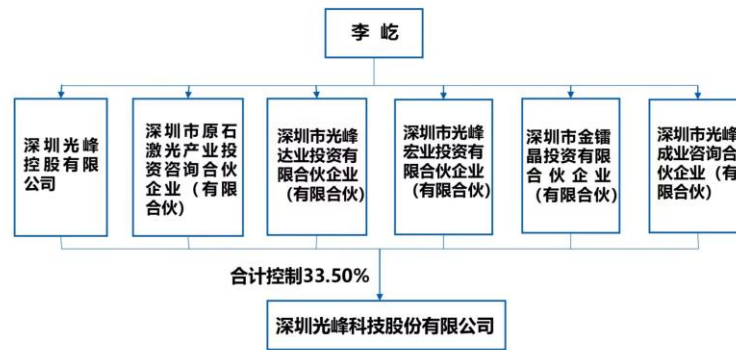 李 屹
深圳光峰
控股有限
公司
深圳市原石
激光产业投
资咨询合伙
企业（有限
合伙）
深圳市光峰
达业投资有
限合伙企业
（有限合伙）
深圳市光峰
宏业投资有
限合伙企业
（有限合伙）
深圳市金镭
晶投资有限
合伙企业
（有限合伙）
深圳市光峰
成业咨询合
伙企业（有
限合伙）
合计控制33.50%
深圳光峰科技股份有限公司